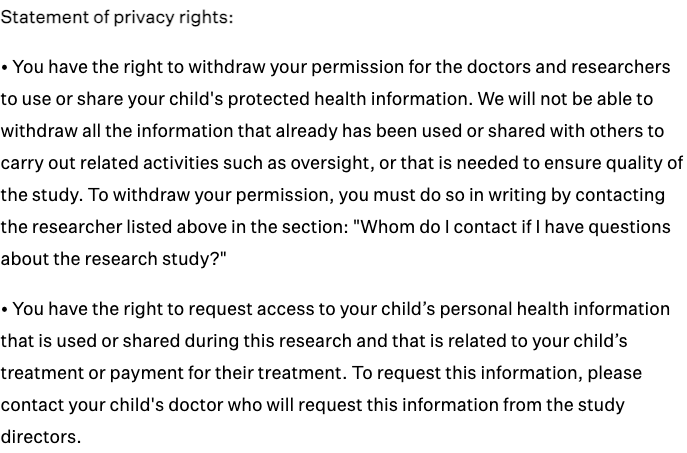 Statement of privacy rights:
• You have the right to withdraw your permission for the doctors and researchers
to use or share your child's protected health information. We will not be able to
withdraw all the information that already has been used or shared with others to
carry out related activities such as oversight, or that is needed to ensure quality of
the study. To withdraw your permission, you must do so in writing by contacting
the researcher listed above in the section: "Whom do I contact if I have questions
about the research study?"
• You have the right to request access to your child’s personal health information
that is used or shared during this research and that is related to your child’s
treatment or payment for their treatment. To request this information, please
contact your child's doctor who will request this information from the study
directors.